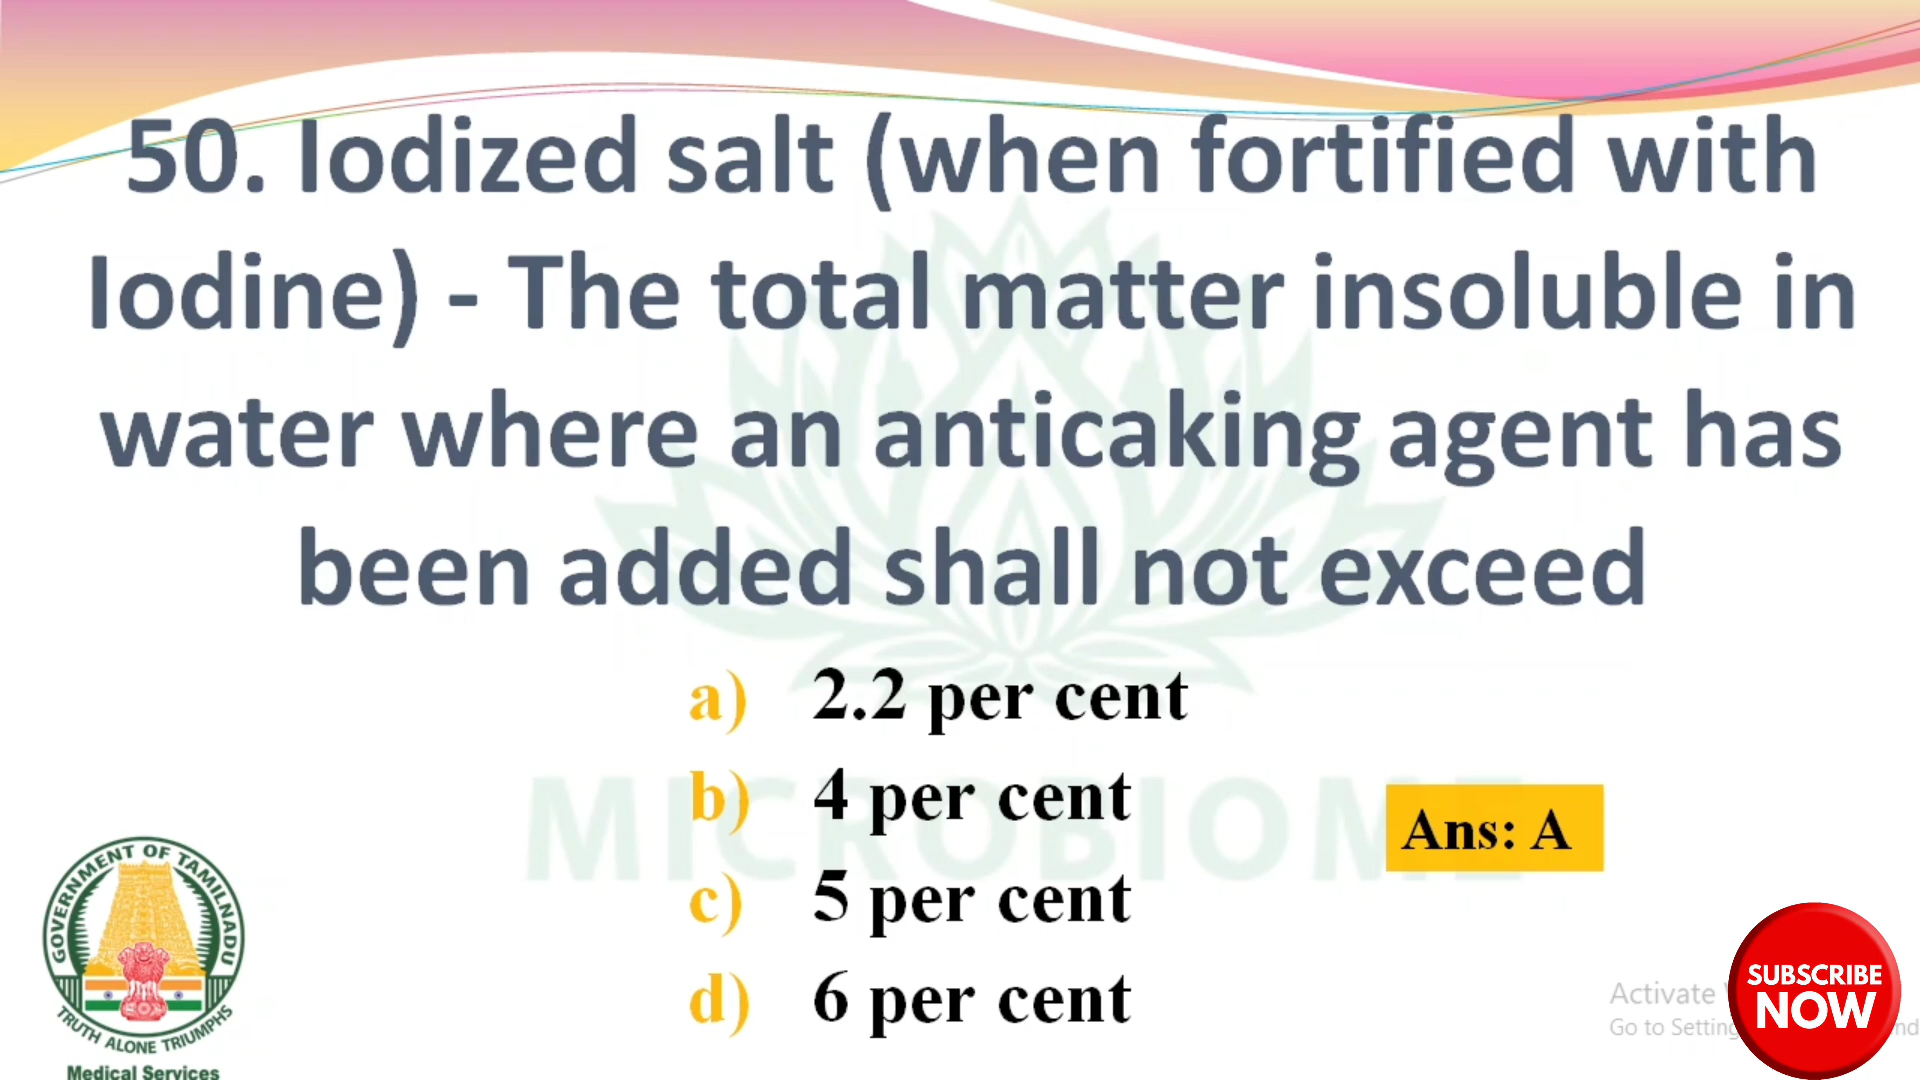 50. Iodized salt (when fortified with
Iodine) - The total matter insoluble in
water where an anticaking agent has
been added shall not exceed
a) 2.2 per cent
b) 4 per cent
c) 5 per cent
d) 6 per cent
Ans: A
MICROBIOME
GOVERNMENT OF TAMILNADU
TRUTH ALONE TRIUMPHS
Medical Services
Activate
Go to
SUBSCRIBE
NOW